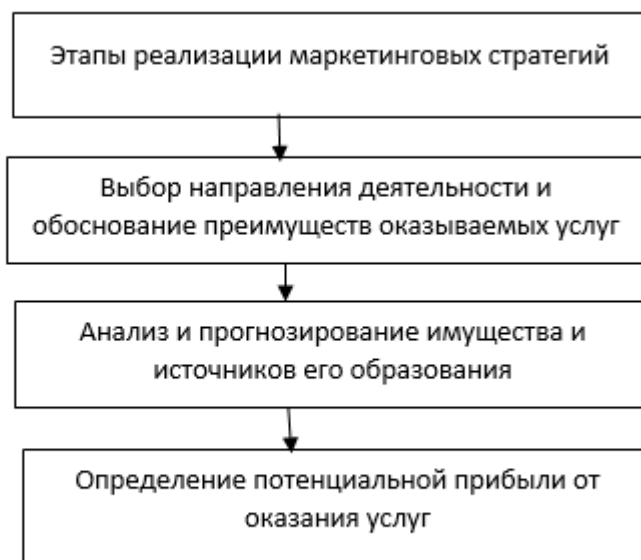 Этапы реализации маркетинговых стратегий
Выбор направления деятельности и
обоснование преимуществ оказываемых услуг
Анализ и прогнозирование имущества и
источников его образования
Определение потенциальной прибыли от
оказания услуг